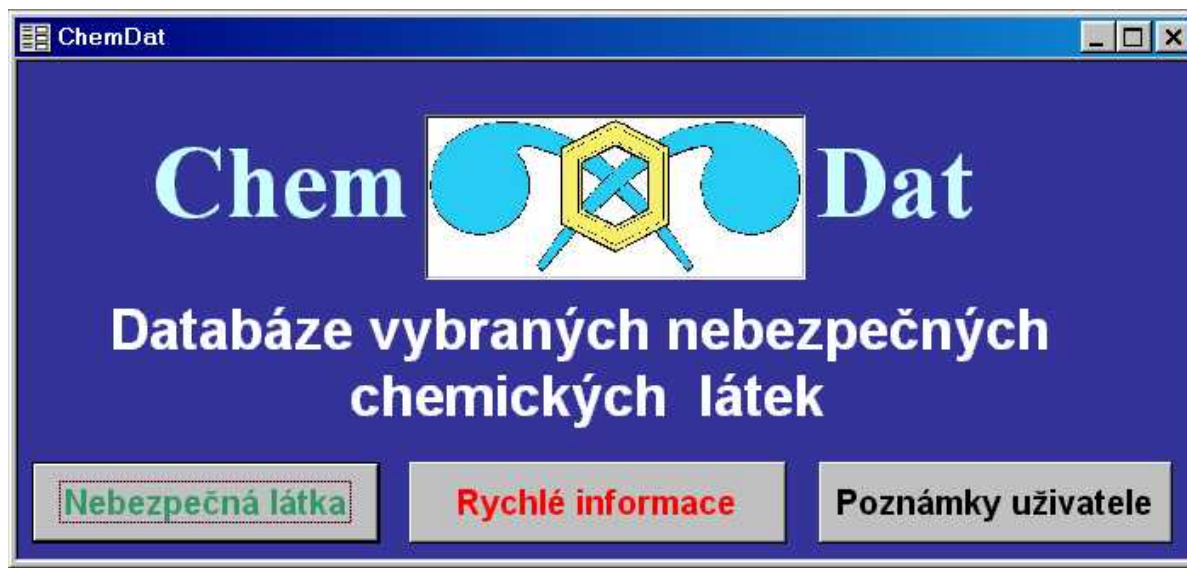 ChemDat
Chem Dat
Databáze vybraných nebezpečných
chemických látek
Nebezpečná látka Rychlé informace Poznámky uživatele